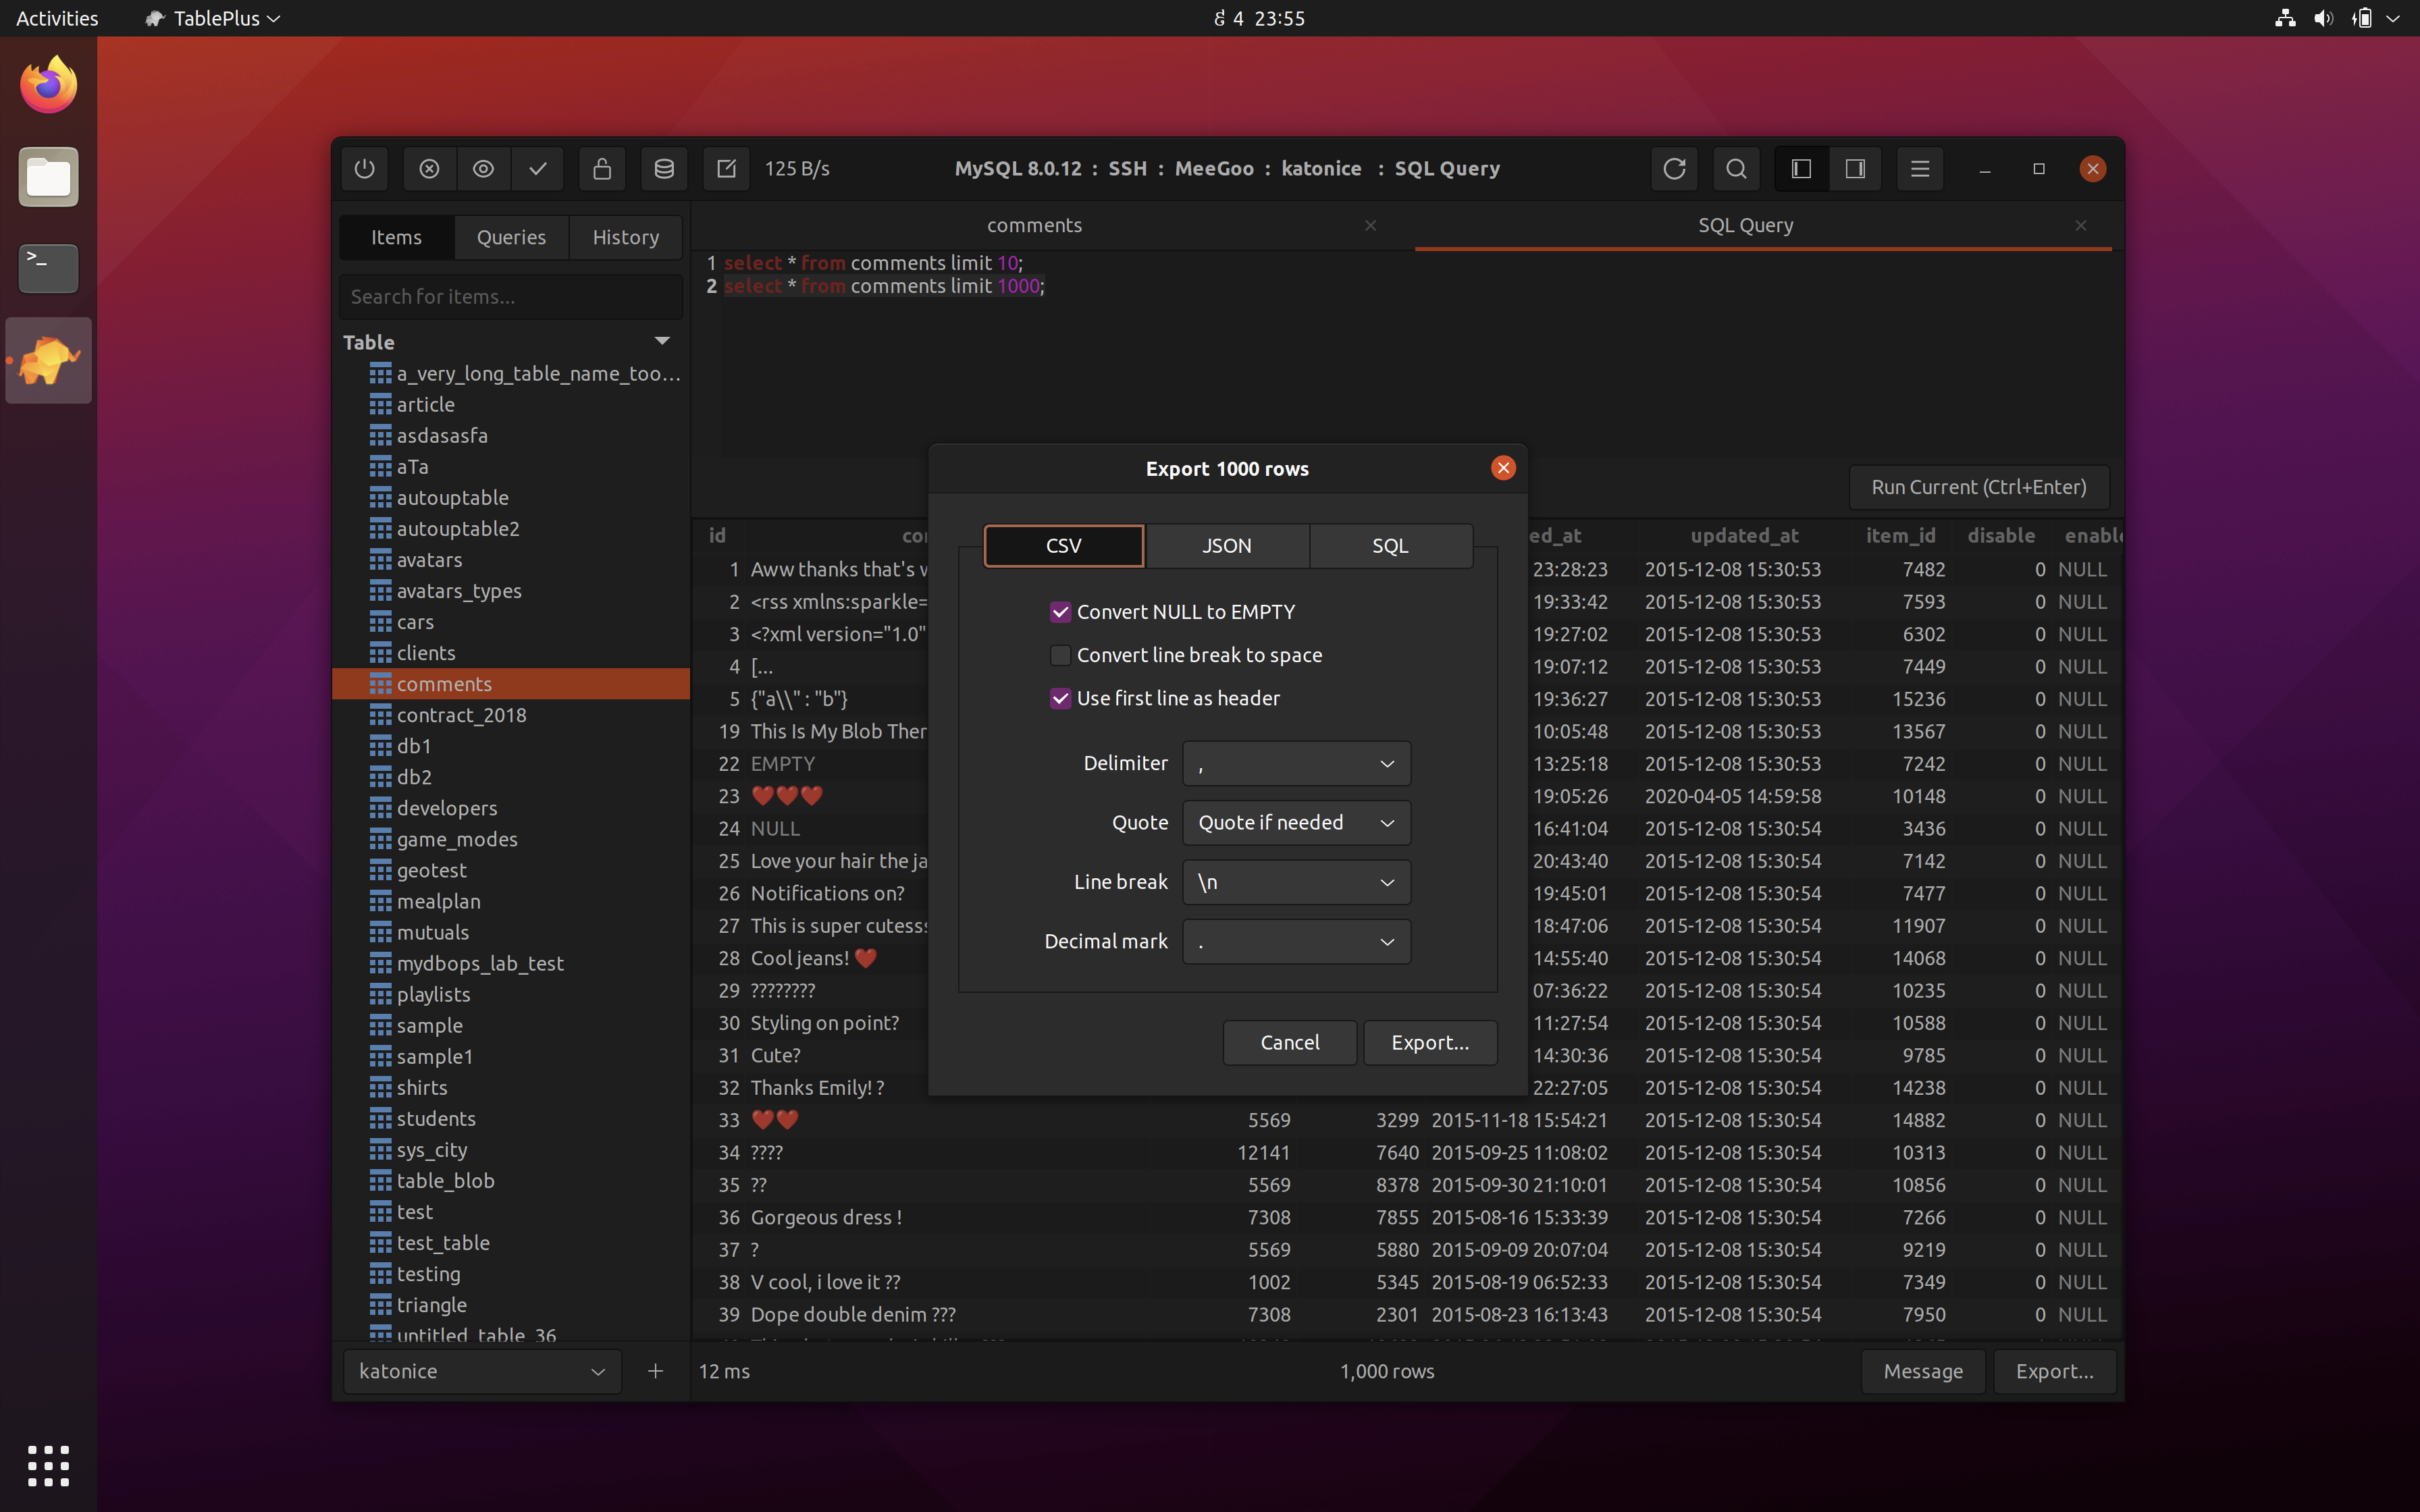 Activities
TablePlus
4 23:55
125 B/s
MySQL 8.0.12 : SSH : MeeGoo : katonice : SQL Query
Items
Queries
History
Search for items...
Table
a_very_long_table_name_too...
article
asdasasfa
aTa
autouptable
autouptable2
avatars
avatars_types
cars
clients
comments
contract_2018
db1
db2
developers
game_modes
geotest
mealplan
mutuals
mydbops_lab_test
playlists
sample
sample1
shirts
students
sys_city
table_blob
test
test_table
testing
triangle
untitled_table_36
katonice
comments
SQL Query
1 select * from comments limit 10;
2 select * from comments limit 1000;
Run Current (Ctrl+Enter)
Export 1000 rows
CSV
JSON
SQL
Convert NULL to EMPTY
Convert line break to space
Use first line as header
Delimiter ,
Quote Quote if needed
Line break \n
Decimal mark .
Cancel
Export...
id co ed_at updated_at item_id disable enable
1 Aww thanks that's 23:28:23 2015-12-08 15:30:53 7482 0 NULL
2 <rss xmlns:sparkle= 19:33:42 2015-12-08 15:30:53 7593 0 NULL
3 <?xml version="1.0" 19:27:02 2015-12-08 15:30:53 6302 0 NULL
4 [... 19:07:12 2015-12-08 15:30:53 7449 0 NULL
5 {"a\\" : "b"} 19:36:27 2015-12-08 15:30:53 15236 0 NULL
19 This Is My Blob Ther 10:05:48 2015-12-08 15:30:53 13567 0 NULL
22 EMPTY 13:25:18 2015-12-08 15:30:53 7242 0 NULL
23 ❤️❤️❤️ 19:05:26 2020-04-05 14:59:58 10148 0 NULL
24 NULL 16:41:04 2015-12-08 15:30:54 3436 0 NULL
25 Love your hair the ja 20:43:40 2015-12-08 15:30:54 7142 0 NULL
26 Notifications on? 19:45:01 2015-12-08 15:30:54 7477 0 NULL
27 This is super cutess 18:47:06 2015-12-08 15:30:54 11907 0 NULL
28 Cool jeans! ❤️ 14:55:40 2015-12-08 15:30:54 14068 0 NULL
29 ???????? 07:36:22 2015-12-08 15:30:54 10235 0 NULL
30 Styling on point? 11:27:54 2015-12-08 15:30:54 10588 0 NULL
31 Cute? 14:30:36 2015-12-08 15:30:54 9785 0 NULL
32 Thanks Emily! ? 22:27:05 2015-12-08 15:30:54 14238 0 NULL
33 ❤️❤️ 5569 3299 2015-11-18 15:54:21 2015-12-08 15:30:54 14882 0 NULL
34 ???? 12141 7640 2015-09-25 11:08:02 2015-12-08 15:30:54 10313 0 NULL
35 ?? 5569 8378 2015-09-30 21:10:01 2015-12-08 15:30:54 10856 0 NULL
36 Gorgeous dress ! 7308 7855 2015-08-16 15:33:39 2015-12-08 15:30:54 7266 0 NULL
37 ? 5569 5880 2015-09-09 20:07:04 2015-12-08 15:30:54 9219 0 NULL
38 V cool, i love it ?? 1002 5345 2015-08-19 06:52:33 2015-12-08 15:30:54 7349 0 NULL
39 Dope double denim ??? 7308 2301 2015-08-23 16:13:43 2015-12-08 15:30:54 7950 0 NULL
12 ms
1,000 rows
Message
Export...